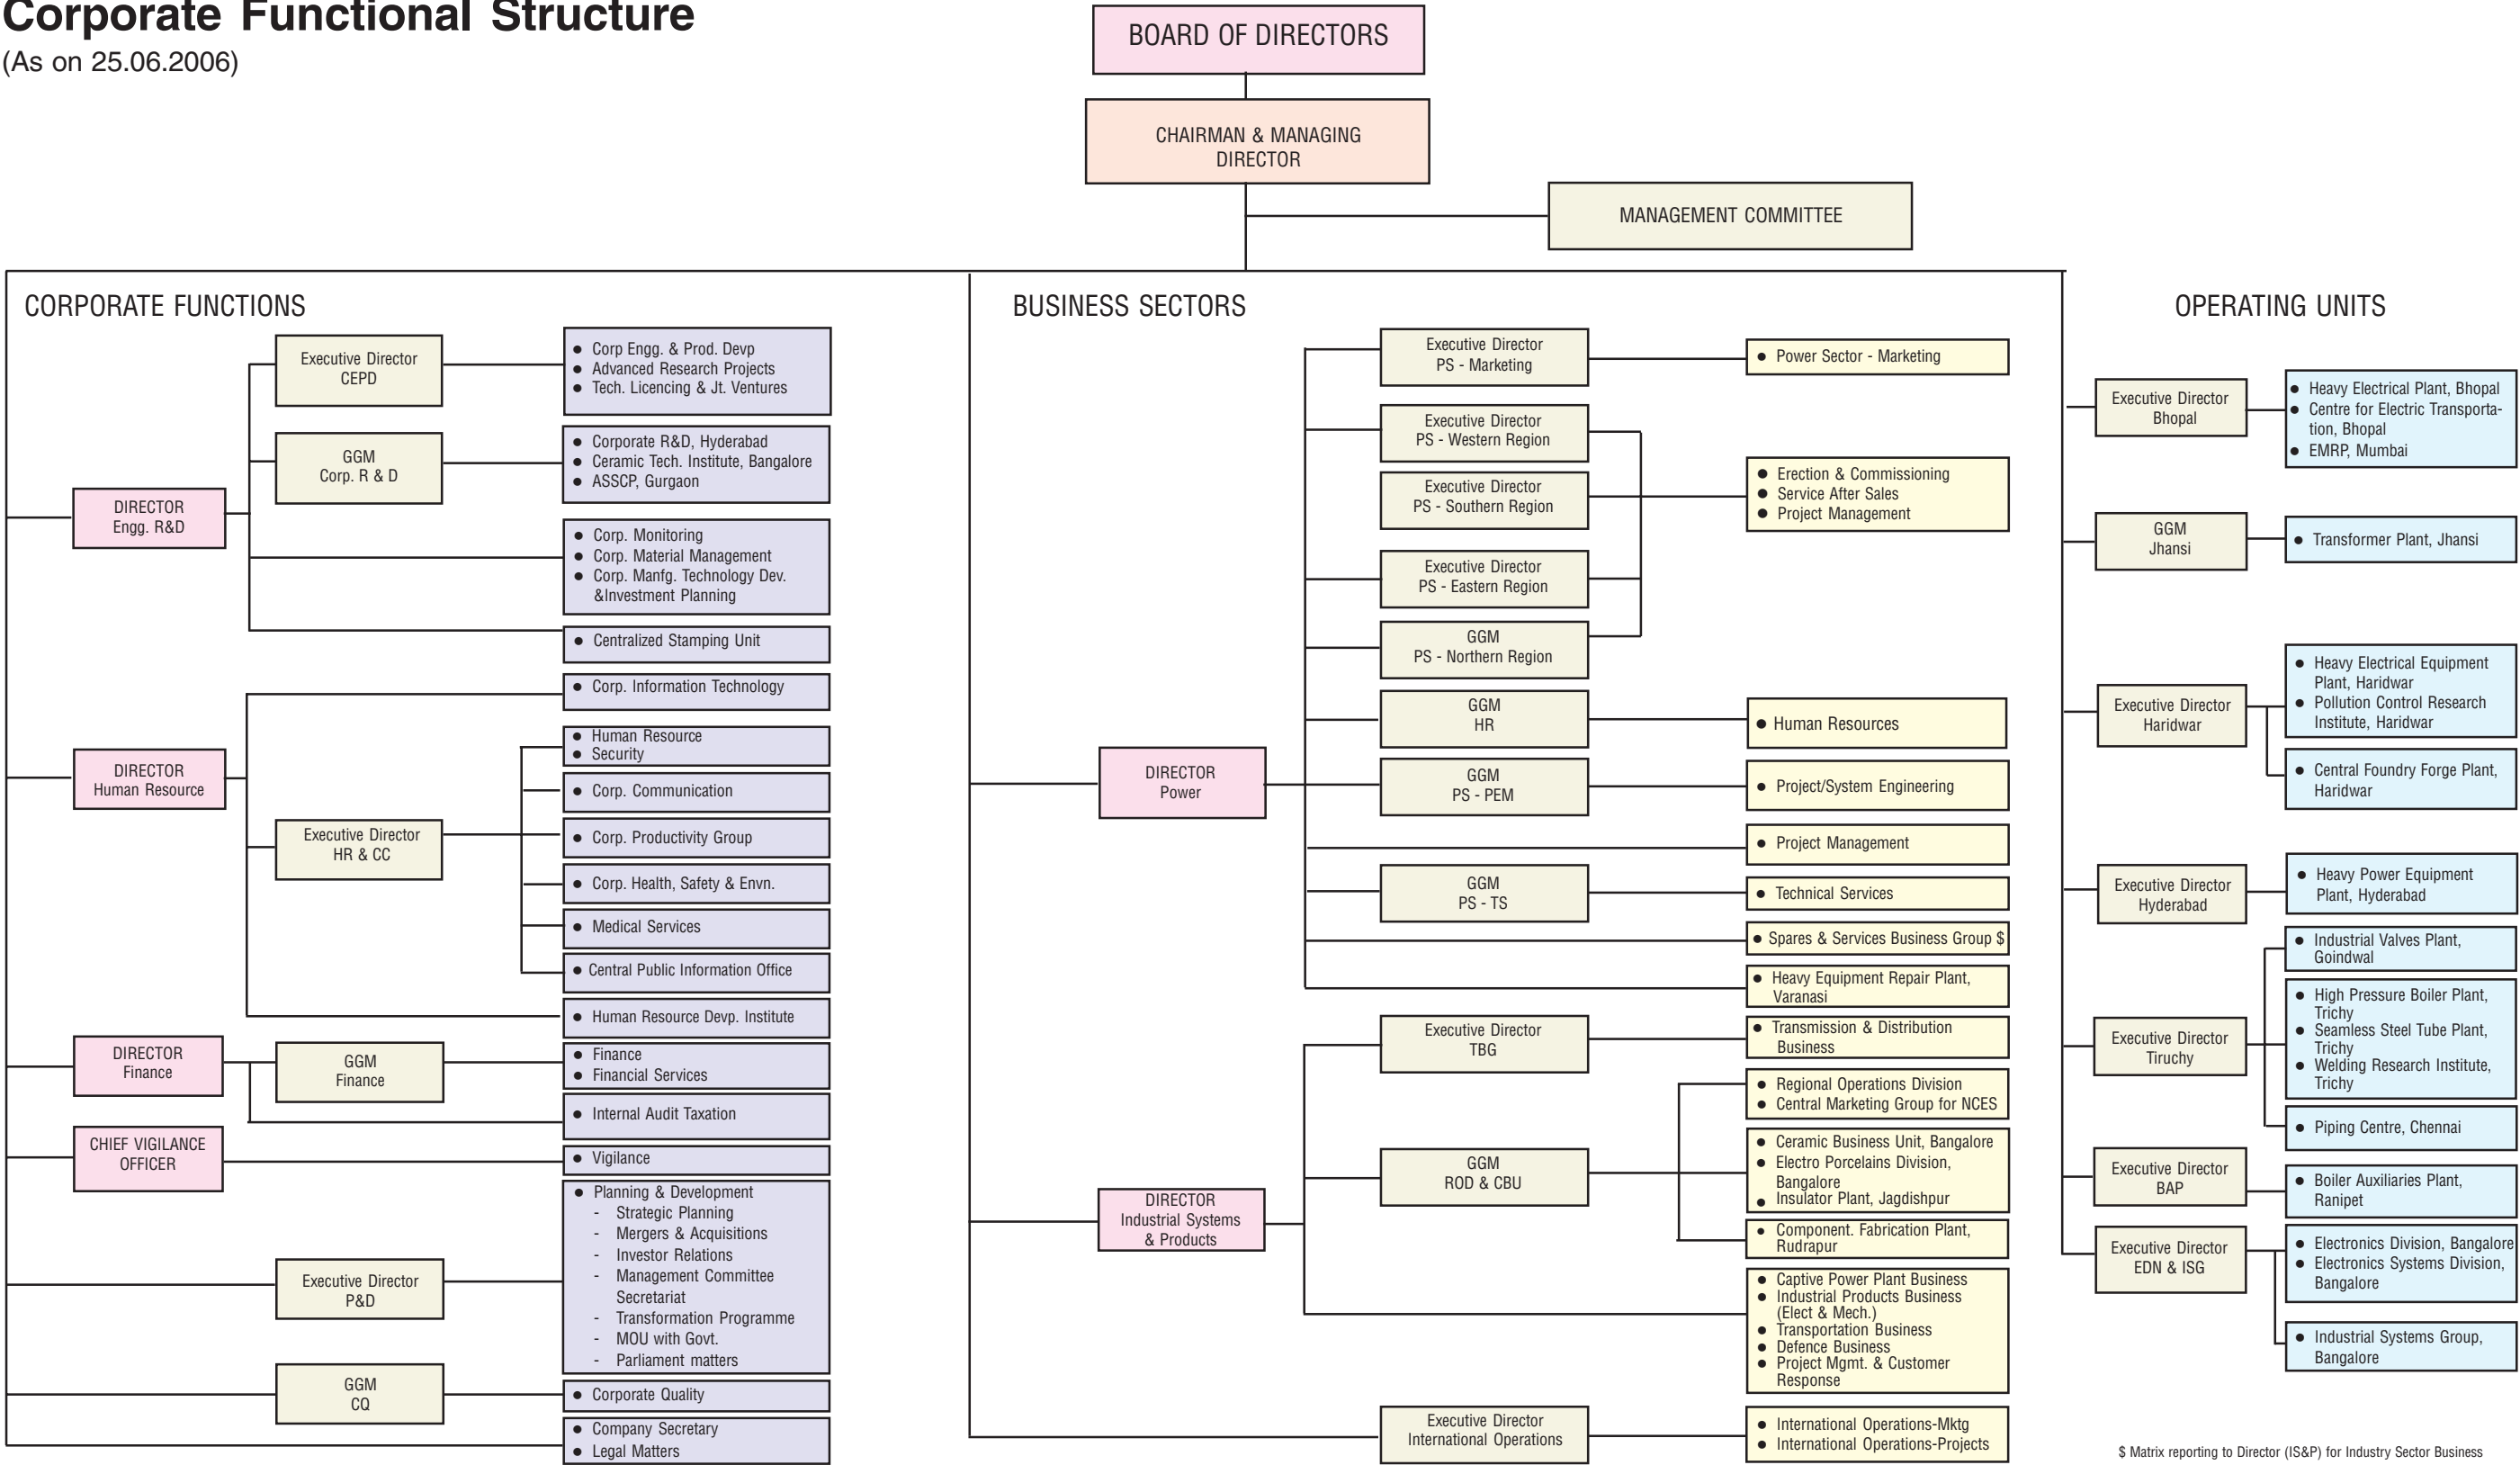 Corporate Functional Structure
(As on 25.06.2006)
BOARD OF DIRECTORS
CHAIRMAN & MANAGING
DIRECTOR
MANAGEMENT COMMITTEE
CORPORATE FUNCTIONS
DIRECTOR
Engg. R&D
Executive Director
CEPD
● Corp Engg. & Prod. Devp
● Advanced Research Projects
● Tech. Licencing & Jt. Ventures
GGM
Corp. R & D
● Corporate R&D, Hyderabad
● Ceramic Tech. Institute, Bangalore
● ASSCP, Gurgaon
● Corp. Monitoring
● Corp. Material Management
● Corp. Manfg. Technology Dev.
&Investment Planning
● Centralized Stamping Unit
DIRECTOR
Human Resource
● Corp. Information Technology
Executive Director
HR & CC
● Human Resource
● Security
● Corp. Communication
● Corp. Productivity Group
● Corp. Health, Safety & Envn.
● Medical Services
● Central Public Information Office
● Human Resource Devp. Institute
DIRECTOR
Finance
GGM
Finance
● Finance
● Financial Services
● Internal Audit Taxation
CHIEF VIGILANCE
OFFICER
● Vigilance
Executive Director
P&D
● Planning & Development
- Strategic Planning
- Mergers & Acquisitions
- Investor Relations
- Management Committee
Secretariat
- Transformation Programme
- MOU with Govt.
- Parliament matters
GGM
CQ
● Corporate Quality
● Company Secretary
● Legal Matters
BUSINESS SECTORS
DIRECTOR
Power
Executive Director
PS - Marketing
● Power Sector - Marketing
Executive Director
PS - Western Region
Executive Director
PS - Southern Region
Executive Director
PS - Eastern Region
GGM
PS - Northern Region
● Erection & Commissioning
● Service After Sales
● Project Management
GGM
HR
● Human Resources
GGM
PS - PEM
● Project/System Engineering
● Project Management
GGM
PS - TS
● Technical Services
● Spares & Services Business Group $
● Heavy Equipment Repair Plant,
Varanasi
DIRECTOR
Industrial Systems
& Products
Executive Director
TBG
● Transmission & Distribution
Business
GGM
ROD & CBU
● Regional Operations Division
● Central Marketing Group for NCES
● Ceramic Business Unit, Bangalore
● Electro Porcelains Division,
Bangalore
● Insulator Plant, Jagdishpur
● Component. Fabrication Plant,
Rudrapur
● Captive Power Plant Business
● Industrial Products Business
(Elect & Mech.)
● Transportation Business
● Defence Business
● Project Mgmt. & Customer
Response
Executive Director
International Operations
● International Operations-Mktg
● International Operations-Projects
OPERATING UNITS
Executive Director
Bhopal
● Heavy Electrical Plant, Bhopal
● Centre for Electric Transporta-
tion, Bhopal
● EMRP, Mumbai
GGM
Jhansi
● Transformer Plant, Jhansi
Executive Director
Haridwar
● Heavy Electrical Equipment
Plant, Haridwar
● Pollution Control Research
Institute, Haridwar
● Central Foundry Forge Plant,
Haridwar
Executive Director
Hyderabad
● Heavy Power Equipment
Plant, Hyderabad
Executive Director
Tiruchy
● Industrial Valves Plant,
Goindwal
● High Pressure Boiler Plant,
Trichy
● Seamless Steel Tube Plant,
Trichy
● Welding Research Institute,
Trichy
● Piping Centre, Chennai
Executive Director
BAP
● Boiler Auxiliaries Plant,
Ranipet
Executive Director
EDN & ISG
● Electronics Division, Bangalore
● Electronics Systems Division,
Bangalore
● Industrial Systems Group,
Bangalore
$ Matrix reporting to Director (IS&P) for Industry Sector Business